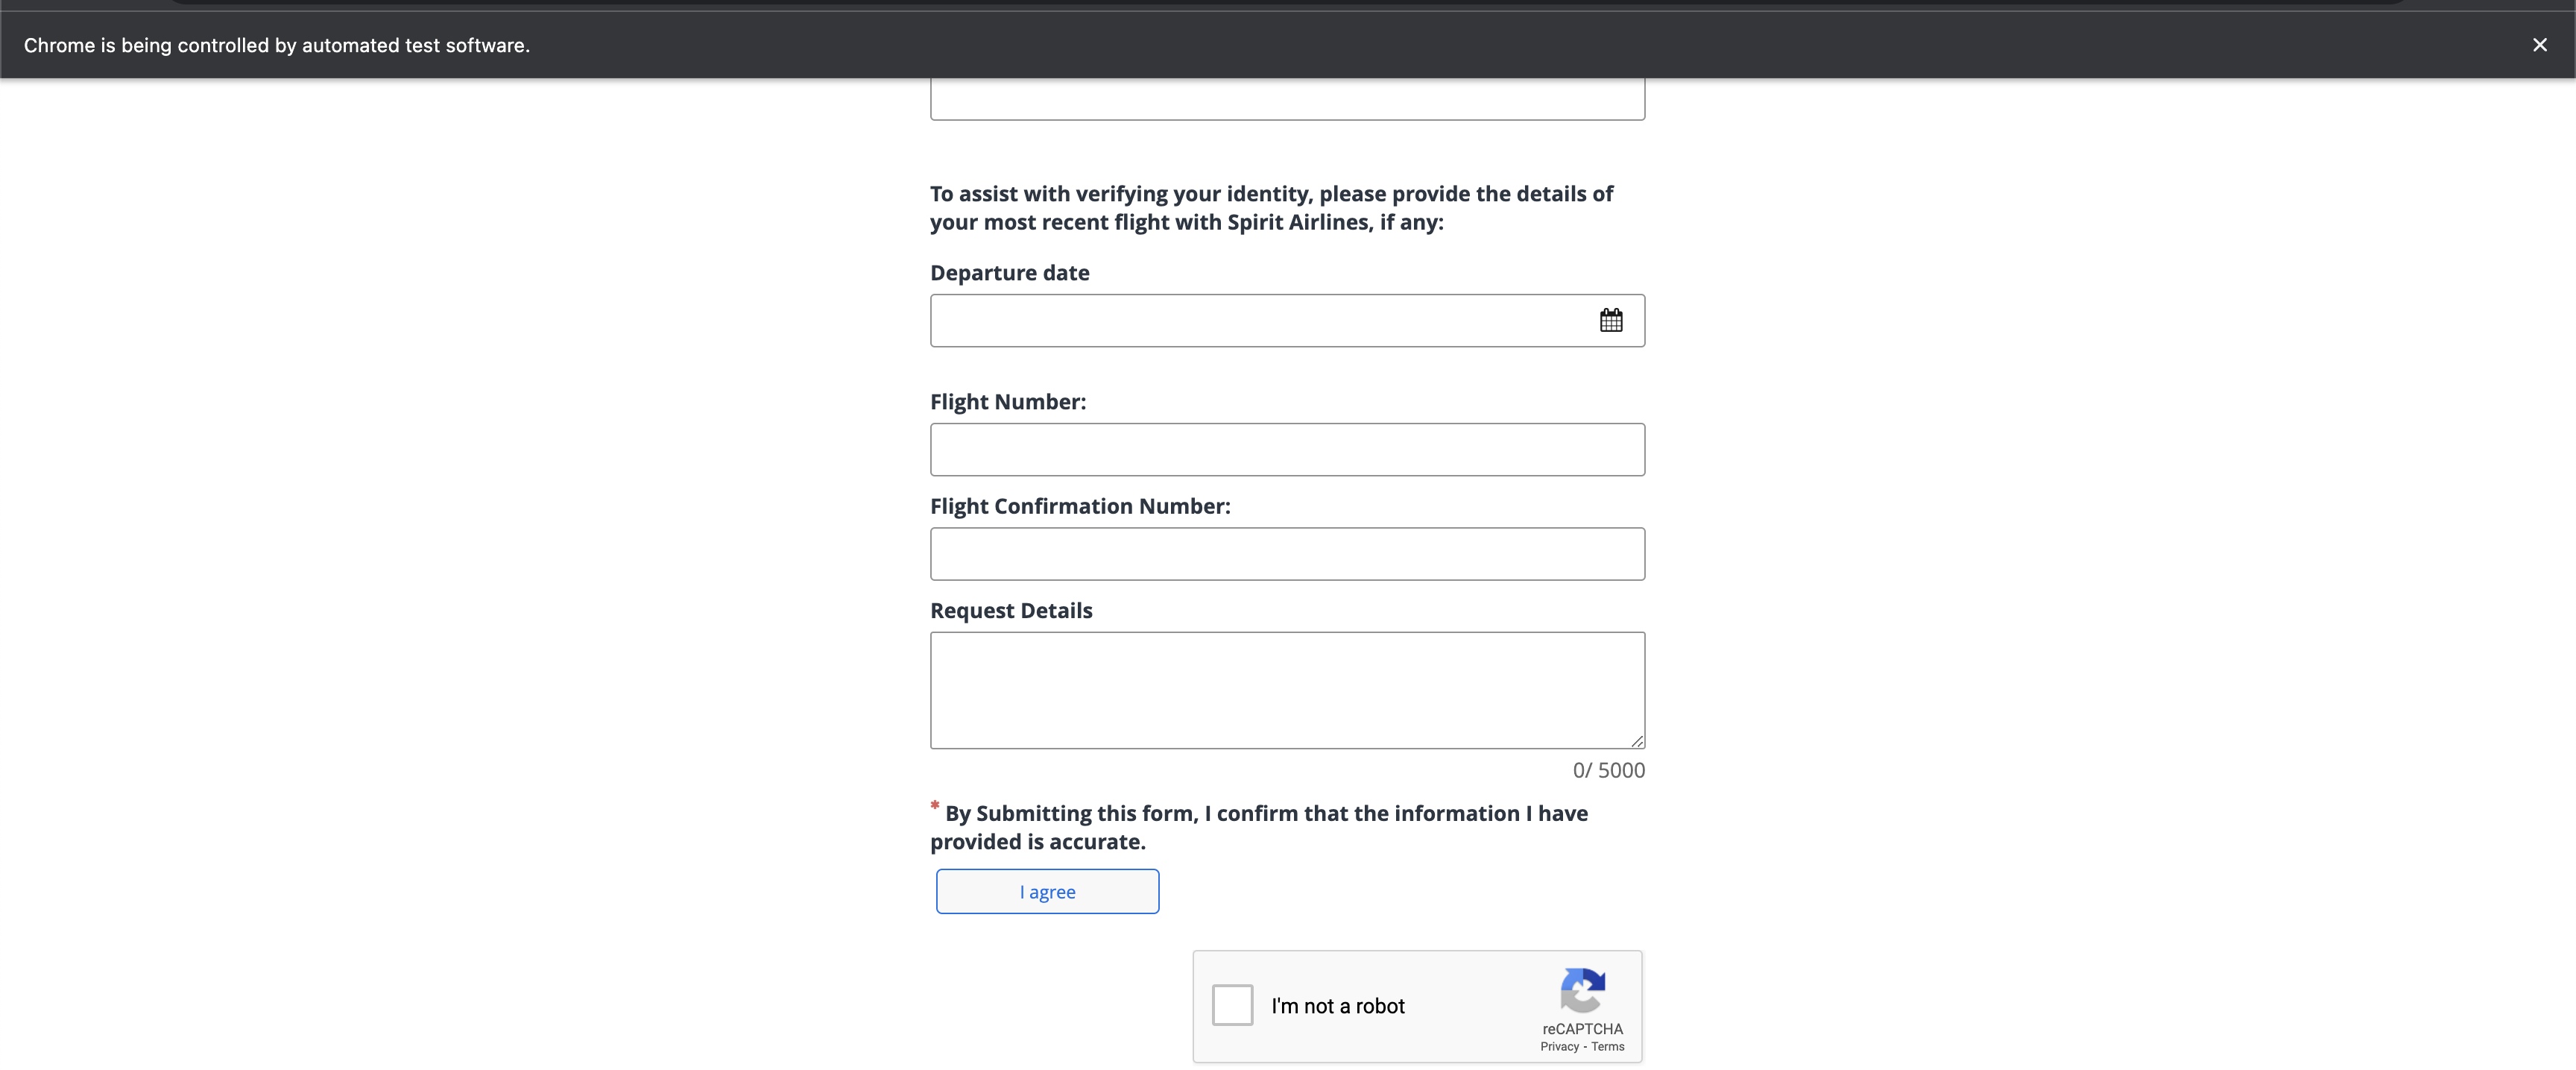 Chrome is being controlled by automated test software.
To assist with verifying your identity, please provide the details of
your most recent flight with Spirit Airlines, if any:
Departure date
Flight Number:
Flight Confirmation Number:
Request Details
0/ 5000
* By Submitting this form, I confirm that the information I have
provided is accurate.
I agree
I'm not a robot
reCAPTCHA
Privacy - Terms